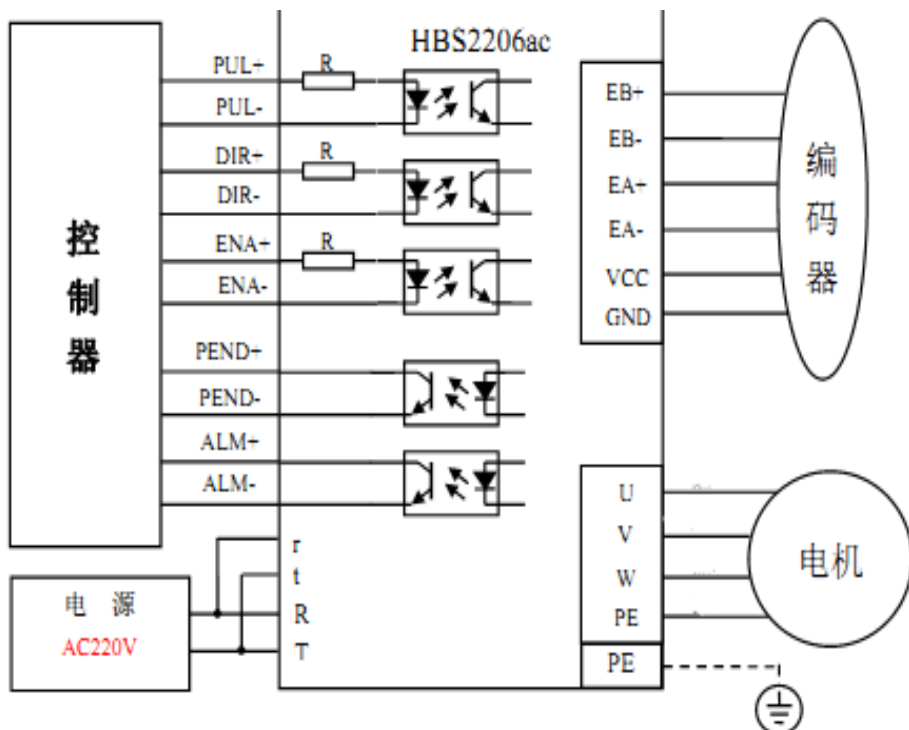 HBS2206ac
控制器
PUL+
R
PUL-
DIR+
R
DIR-
ENA+
R
ENA-
PEND+
PEND-
ALM+
ALM-
r
t
R
T
电 源
AC220V
EB+
EB-
EA+
EA-
VCC
GND
编码器
U
V
W
PE
PE
电机